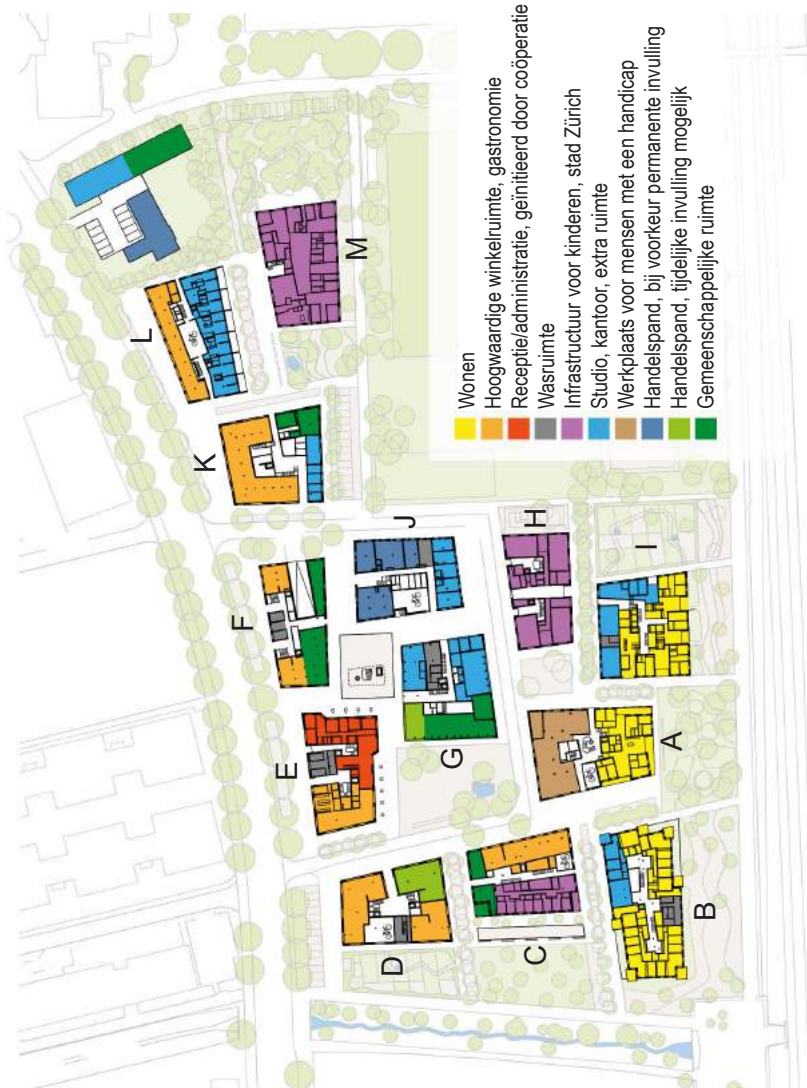 L
M
K
F
J
H
I
E
G
A
D
C
B
Wonen
Hoogwaardige winkelruimte, gastronomie
Receptie/administratie, geïnitieerd door coöperatie
Wasruimte
Infrastructuur voor kinderen, stad Zürich
Studio, kantoor, extra ruimte
Werkplaats voor mensen met een handicap
Handelspand, bij voorkeur permanente invulling
Handelspand, tijdelijke invulling mogelijk
Gemeenschappelijke ruimte